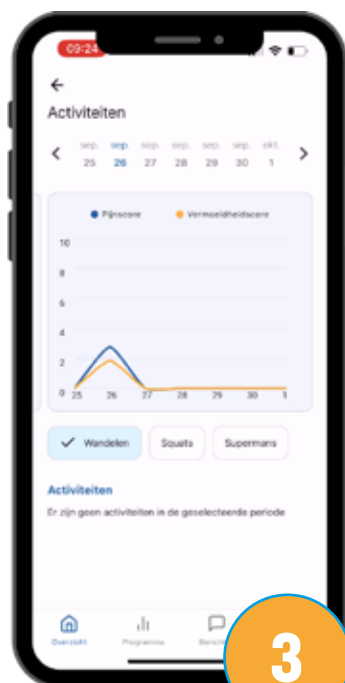 09:24
Activiteiten
sep. sep. sep. sep. sep. sep. okt.
25 26 27 28 29 30 1
Pijnscore Vermoeidheidscore
10
8
6
4
2
0
25 26 27 28 29 30 1
Wandelen Squats Supermans
Activiteiten
Er zijn geen activiteiten in de geselecteerde periode
Overzicht Programma
3